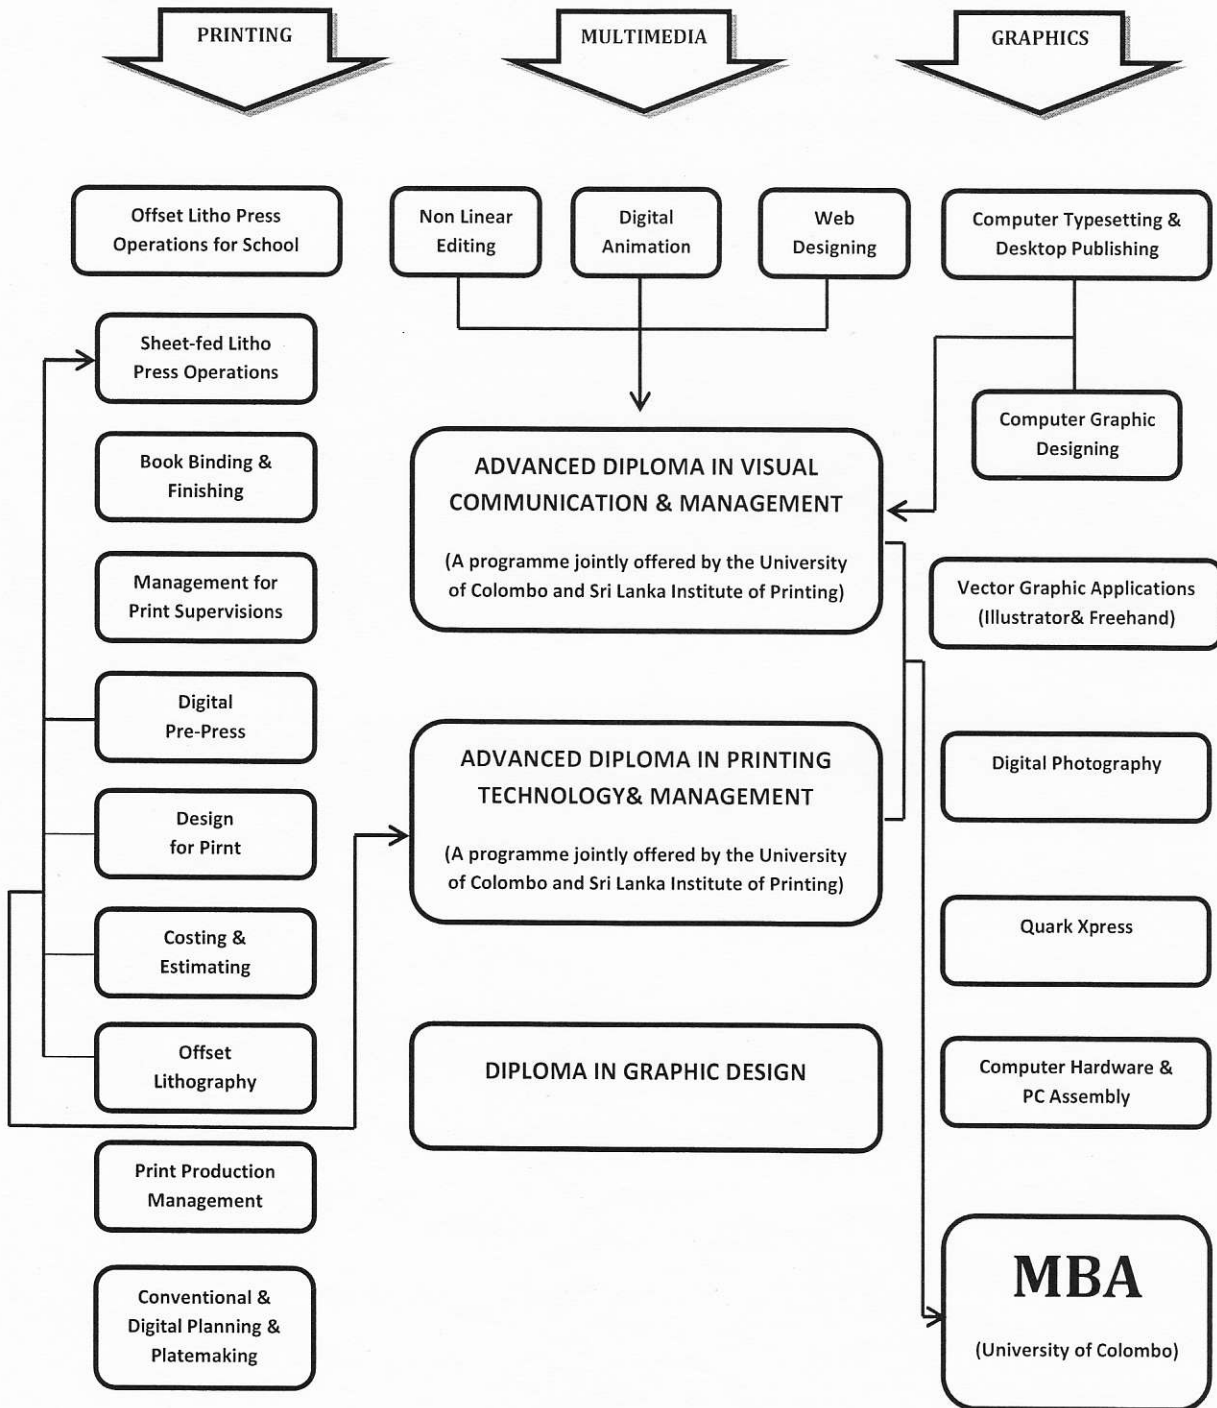 PRINTING
MULTIMEDIA
GRAPHICS
Offset Litho Press
Operations for School
Non Linear
Editing
Digital
Animation
Web
Designing
Computer Typesetting &
Desktop Publishing
Sheet-fed Litho
Press Operations
Computer Graphic
Designing
Book Binding &
Finishing
ADVANCED DIPLOMA IN VISUAL
COMMUNICATION & MANAGEMENT
(A programme jointly offered by the University
of Colombo and Sri Lanka Institute of Printing)
Management for
Print Supervisions
Vector Graphic Applications
(Illustrator& Freehand)
Digital
Pre-Press
ADVANCED DIPLOMA IN PRINTING
TECHNOLOGY& MANAGEMENT
(A programme jointly offered by the University
of Colombo and Sri Lanka Institute of Printing)
Digital Photography
Design
for Pirnt
Costing &
Estimating
Quark Xpress
Offset
Lithography
DIPLOMA IN GRAPHIC DESIGN
Computer Hardware &
PC Assembly
Print Production
Management
Conventional &
Digital Planning &
Platemaking
MBA
(University of Colombo)